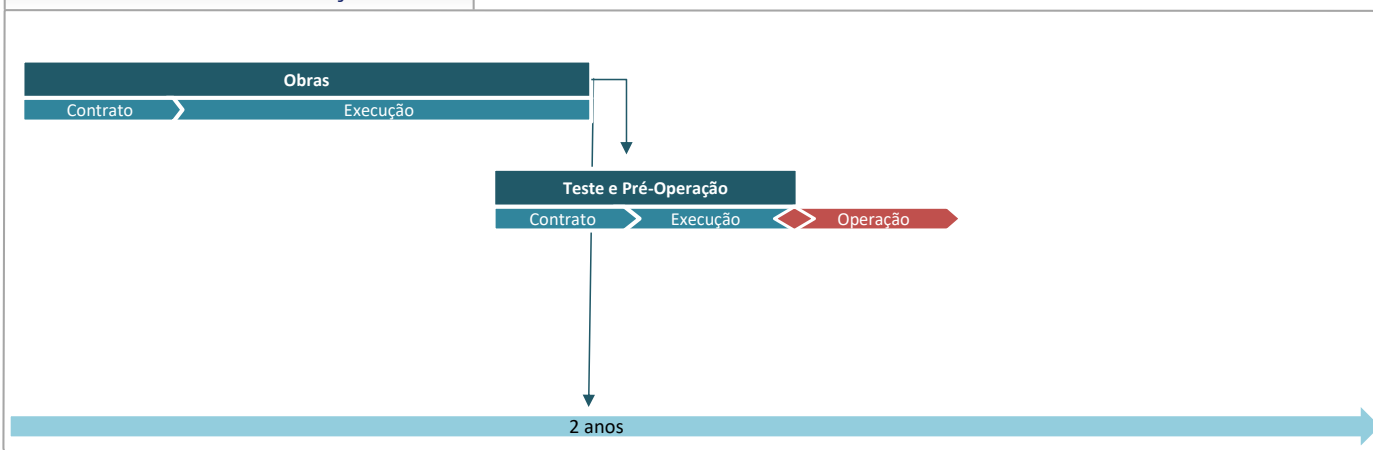 Obras
Contrato
Execução
Teste e Pré-Operação
Contrato
Execução
Operação
2 anos